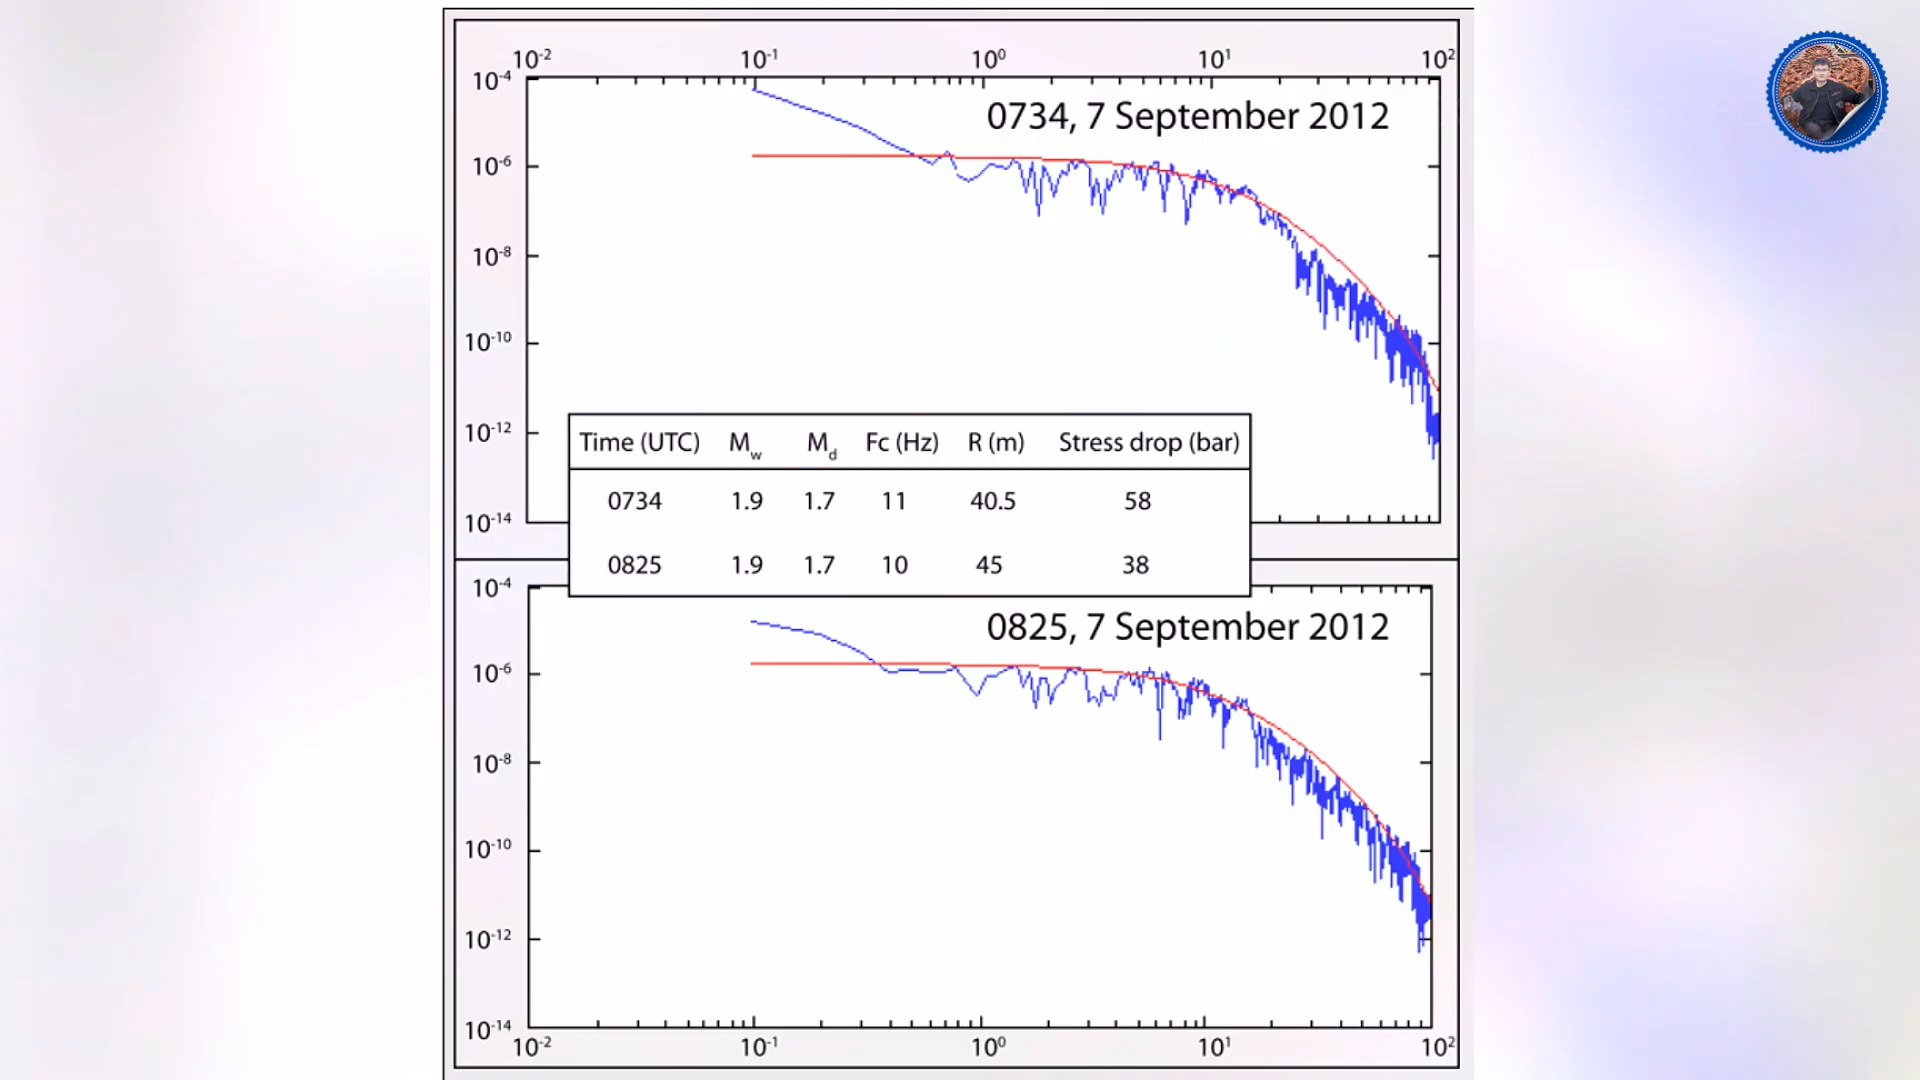 10-2 10-1 100 101 102
10-4
0734, 7 September 2012
10-6
10-8
10-10
10-12
10-14
Time (UTC) Mw Md Fc (Hz) R (m) Stress drop (bar)
0734 1.9 1.7 11 40.5 58
0825 1.9 1.7 10 45 38
10-4
0825, 7 September 2012
10-6
10-8
10-10
10-12
10-14
10-2 10-1 100 101 102